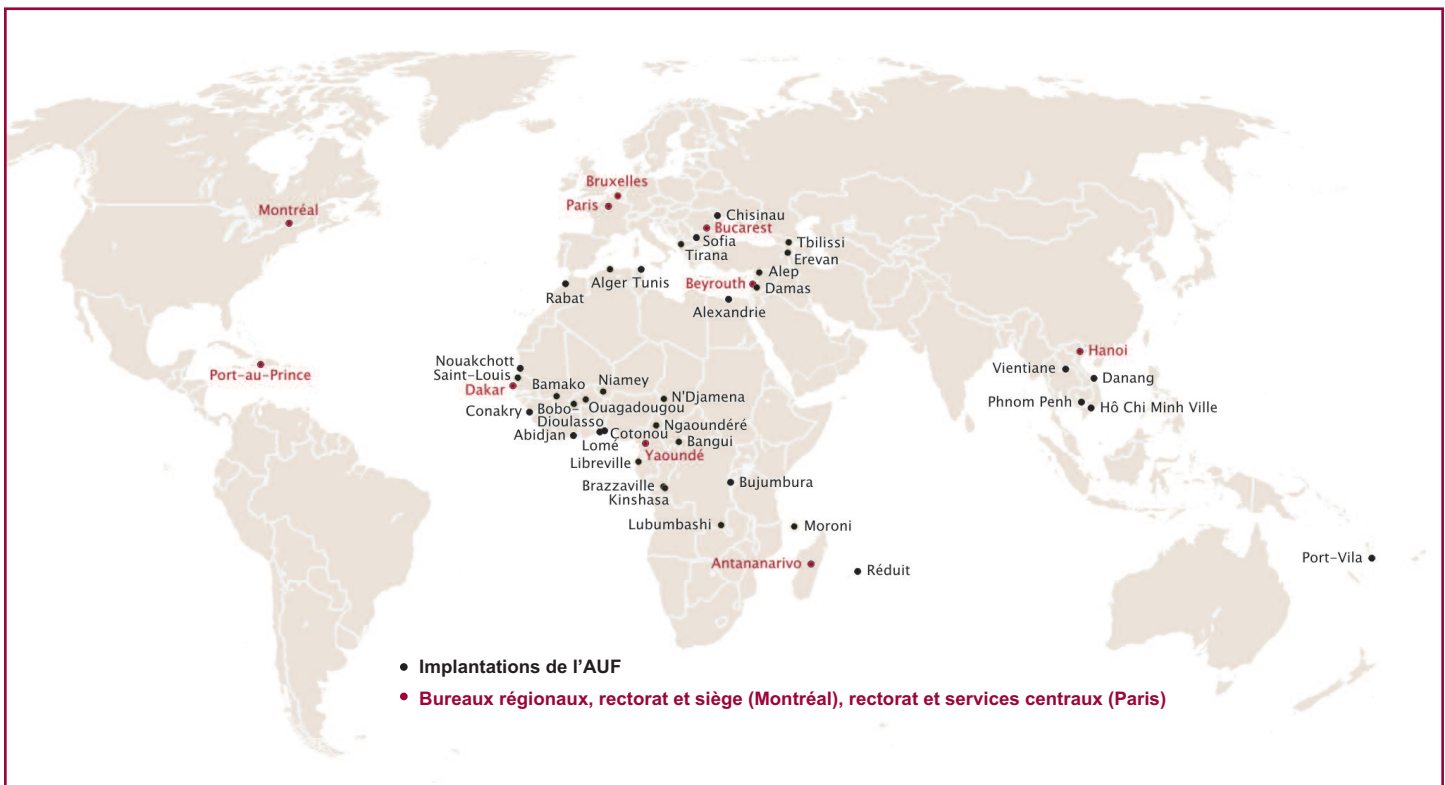 Bruxelles
Paris
Montréal
Chisinau
Bucarest
Sofia
Tirana
Tbilissi
Erevan
Alep
Alger
Tunis
Beyrouth
Damas
Rabat
Alexandrie
Hanoi
Nouakchott
Vientiane
Port-au-Prince
Saint-Louis
Danang
Dakar
Bamako
Niamey
N'Djamena
Phnom Penh
Conakry
Bobo-
Dioulasso
Ouagadougou
Hô Chi Minh Ville
Ngaoundéré
Abidjan
Cotonou
Lomé
Bangui
Yaoundé
Libreville
Brazzaville
Kinshasa
Bujumbura
Lubumbashi
Moroni
Port-Vila
Antananarivo
Réduit
• Implantations de l'AUF
• Bureaux régionaux, rectorat et siège (Montréal), rectorat et services centraux (Paris)